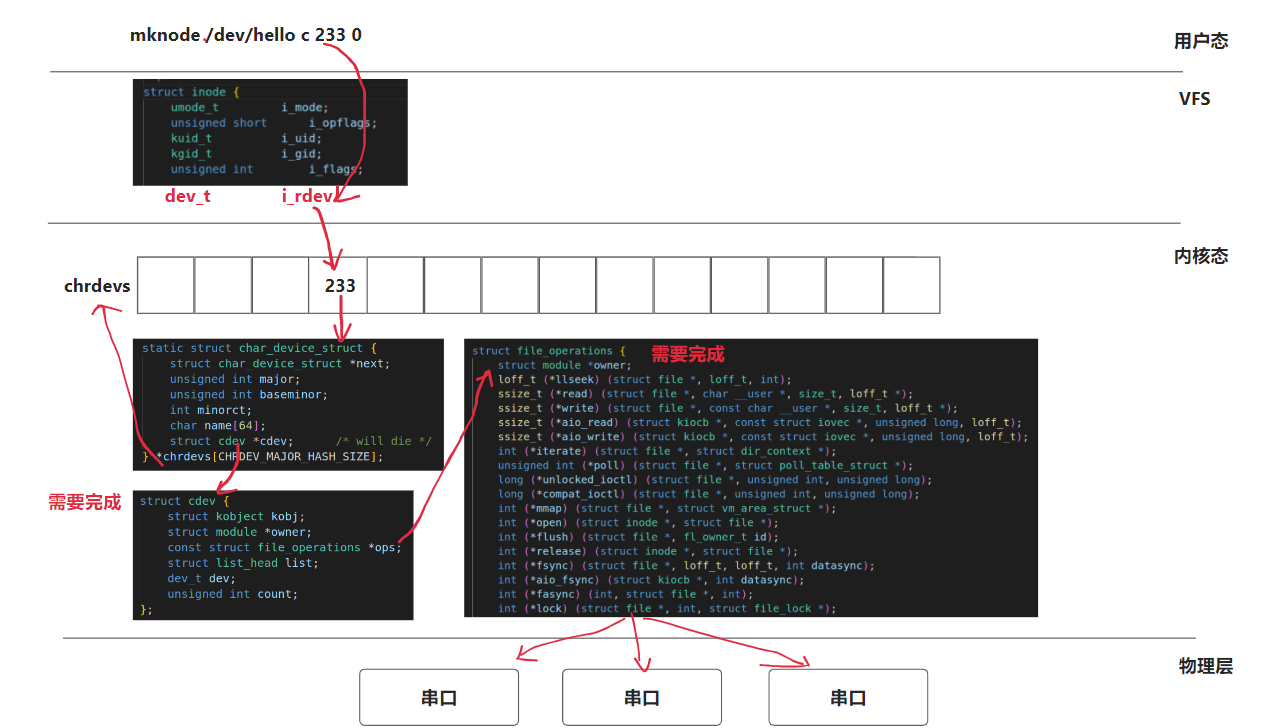 mknode /dev/hello c 233 0
用户态
VFS
struct inode {
umode_t i_mode;
unsigned short i_opflags;
kuid_t i_uid;
kgid_t i_gid;
unsigned int i_flags;
dev_t i_rdev
内核态
chrdevs
233
static struct char_device_struct {
struct char_device_struct *next;
unsigned int major;
unsigned int baseminor;
int minorct;
char name[64];
struct cdev *cdev; /* will die */
} *chrdevs[CHRDEV_MAJOR_HASH_SIZE];
需要完成
struct cdev {
struct kobject kobj;
struct module *owner;
const struct file_operations *ops;
struct list_head list;
dev_t dev;
unsigned int count;
};
struct file_operations {
需要完成
struct module *owner;
loff_t (*llseek) (struct file *, loff_t, int);
ssize_t (*read) (struct file *, char __user *, size_t, loff_t *);
ssize_t (*write) (struct file *, const char __user *, size_t, loff_t *);
ssize_t (*aio_read) (struct kiocb *, const struct iovec *, unsigned long, loff_t);
ssize_t (*aio_write) (struct kiocb *, const struct iovec *, unsigned long, loff_t);
int (*iterate) (struct file *, struct dir_context *);
unsigned int (*poll) (struct file *, struct poll_table_struct *);
long (*unlocked_ioctl) (struct file *, unsigned int, unsigned long);
long (*compat_ioctl) (struct file *, unsigned int, unsigned long);
int (*mmap) (struct file *, struct vm_area_struct *);
int (*open) (struct inode *, struct file *);
int (*flush) (struct file *, fl_owner_t id);
int (*release) (struct inode *, struct file *);
int (*fsync) (struct file *, loff_t, loff_t, int datasync);
int (*aio_fsync) (struct kiocb *, int datasync);
int (*fasync) (int, struct file *, int);
int (*lock) (struct file *, int, struct file_lock *);
物理层
串口
串口
串口